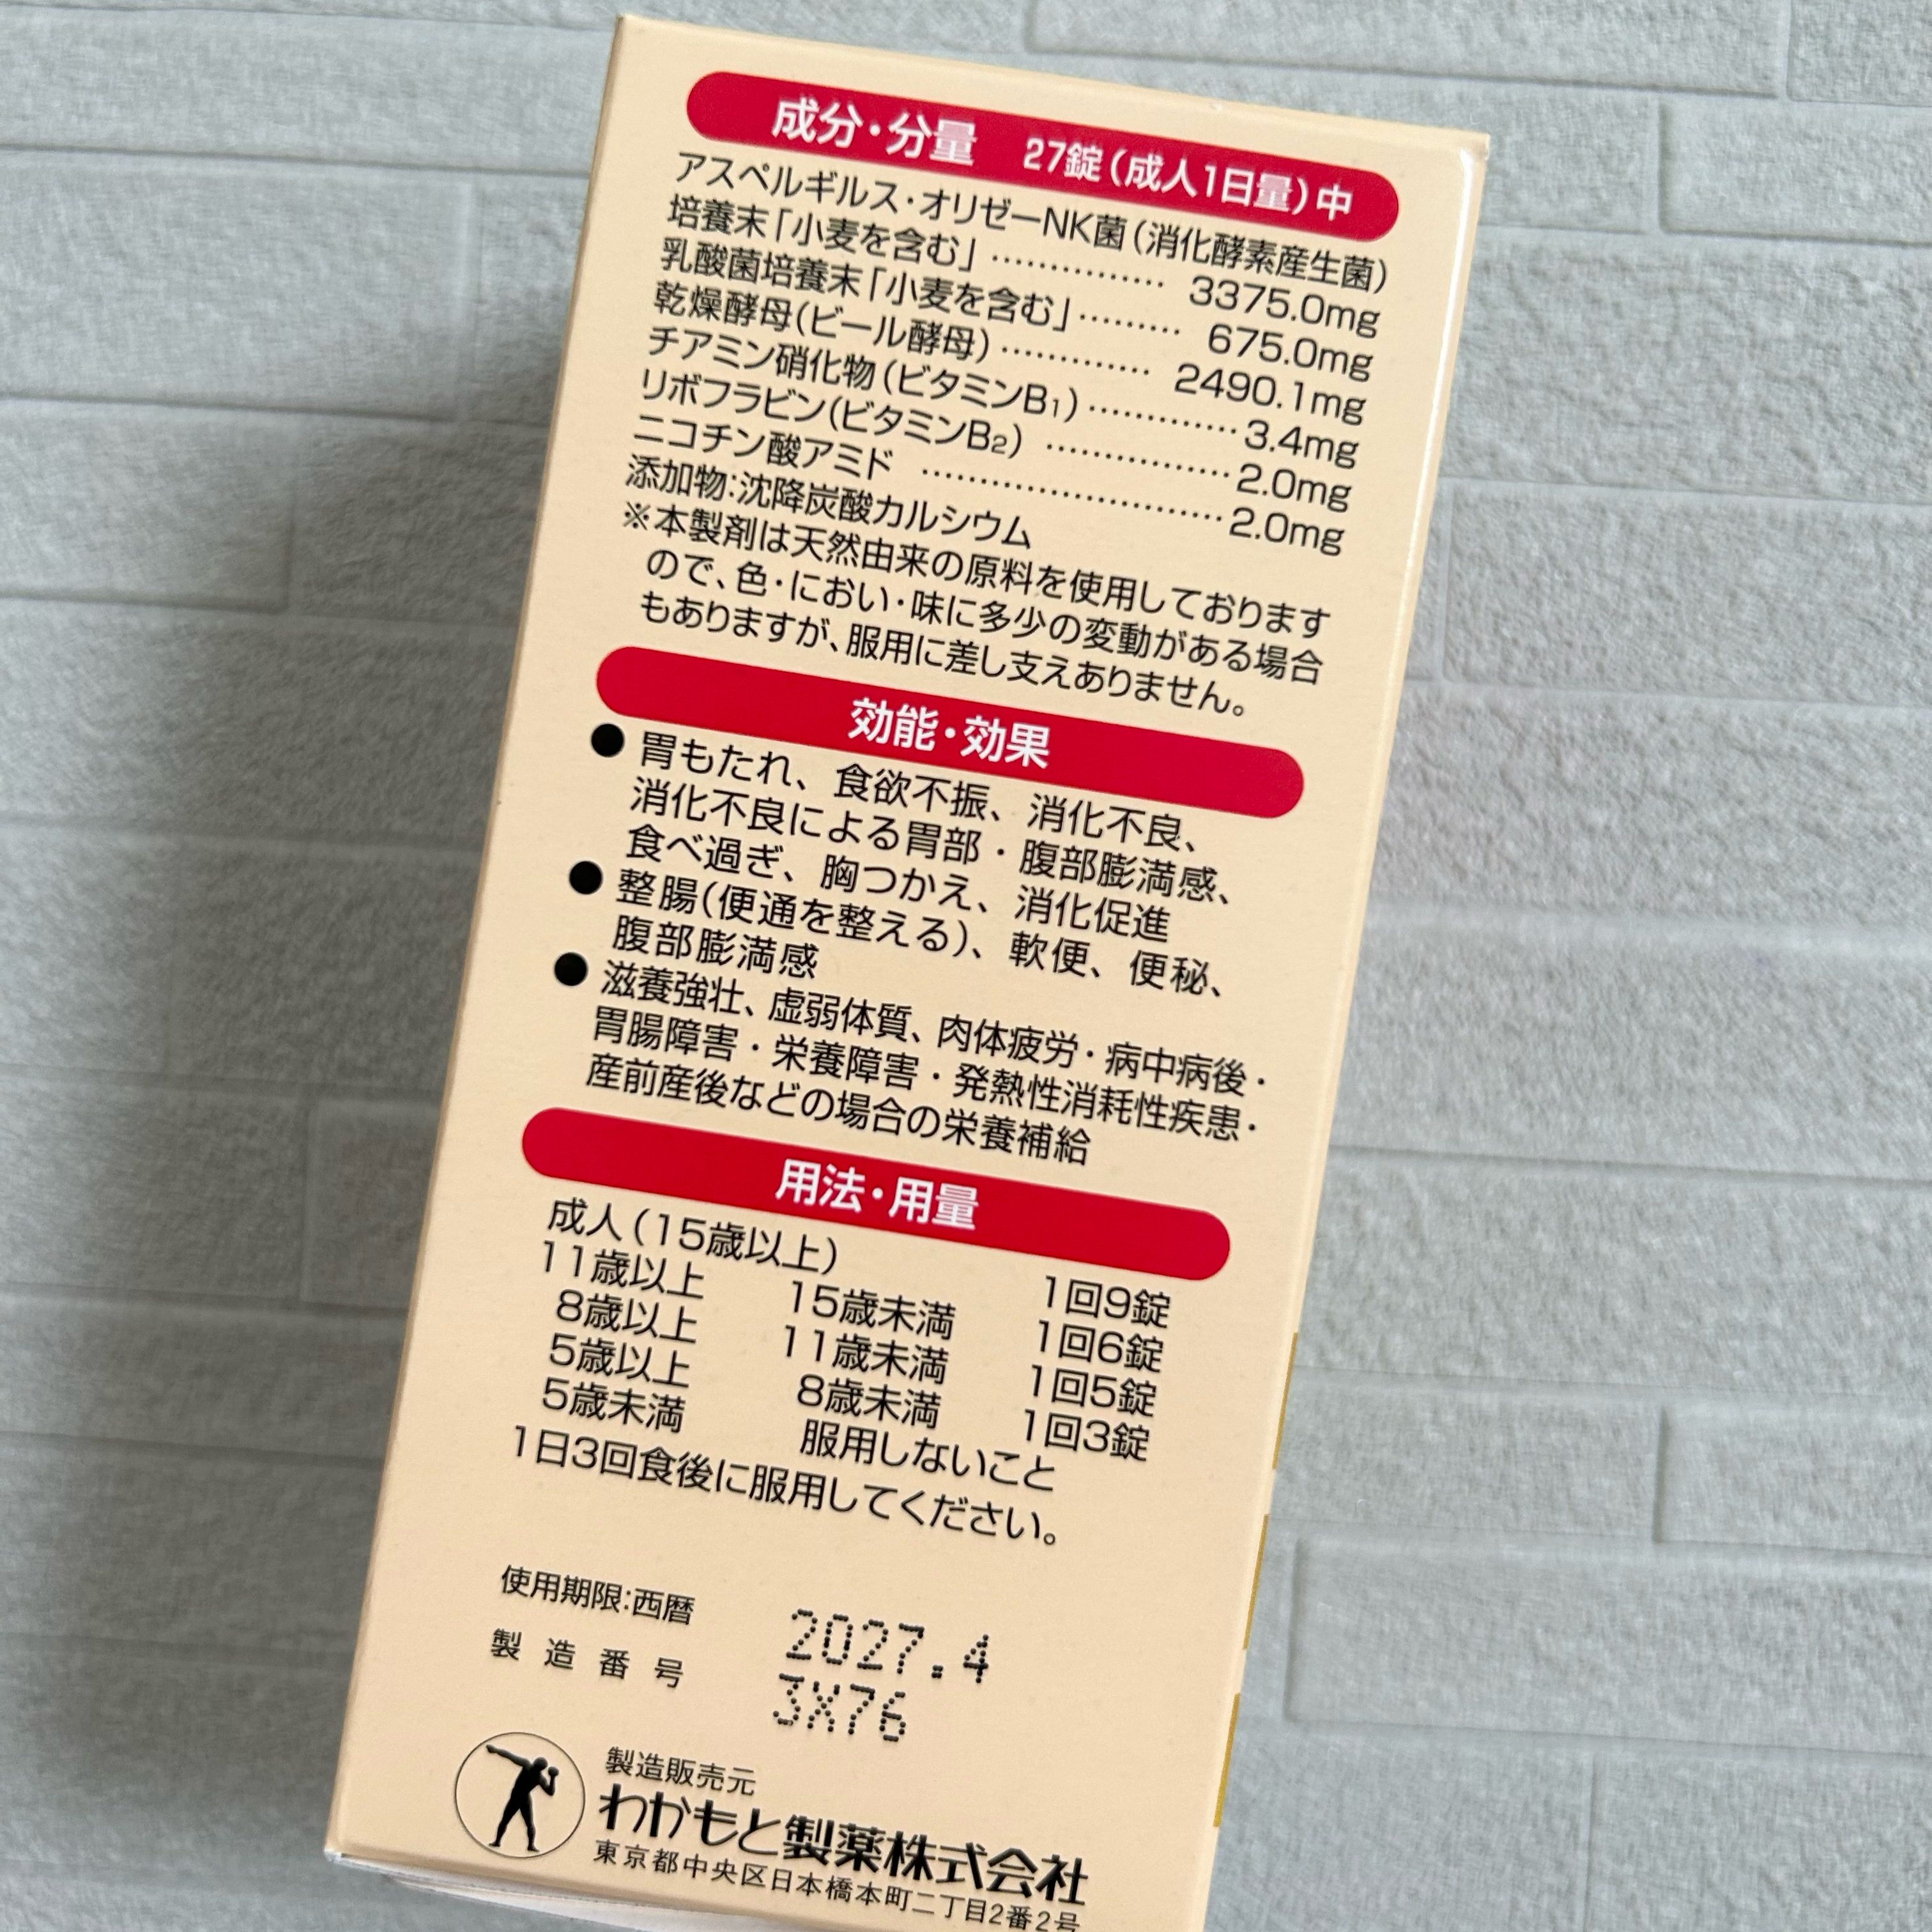 成分・分量 27錠(成人1日量)中
アスペルギルス・オリゼーNK菌(消化酵素産生菌)
培養末「小麦を含む」 …………… 3375.0mg
乳酸菌培養末「小麦を含む」……… 675.0mg
乾燥酵母(ビール酵母)…………… 2490.1mg
チアミン硝化物(ビタミンB1)…………3.4mg
リボフラビン(ビタミンB2) ……………2.0mg
ニコチン酸アミド ………………………2.0mg
添加物:沈降炭酸カルシウム
※本製剤は天然由来の原料を使用しております
ので、色・におい・味に多少の変動がある場合
もありますが、服用に差し支えありません。
効能・効果
●胃もたれ、食欲不振、消化不良、
消化不良による胃部・腹部膨満感、
食べ過ぎ、胸つかえ、消化促進
●整腸(便通を整える)、軟便、便秘、
腹部膨満感
●滋養強壮、虚弱体質、肉体疲労・病中病後・
胃腸障害・栄養障害・発熱性消耗性疾患・
産前産後などの場合の栄養補給
用法・用量
成人(15歳以上) 1回9錠
11歳以上 15歳未満 1回6錠
8歳以上 11歳未満 1回5錠
5歳以上 8歳未満 1回3錠
5歳未満 服用しないこと
1日3回食後に服用してください。
使用期限:西暦 2027.4
製造番号 3X76
製造販売元
わかもと製薬株式会社
東京都中央区日本橋本町二丁目2番2号